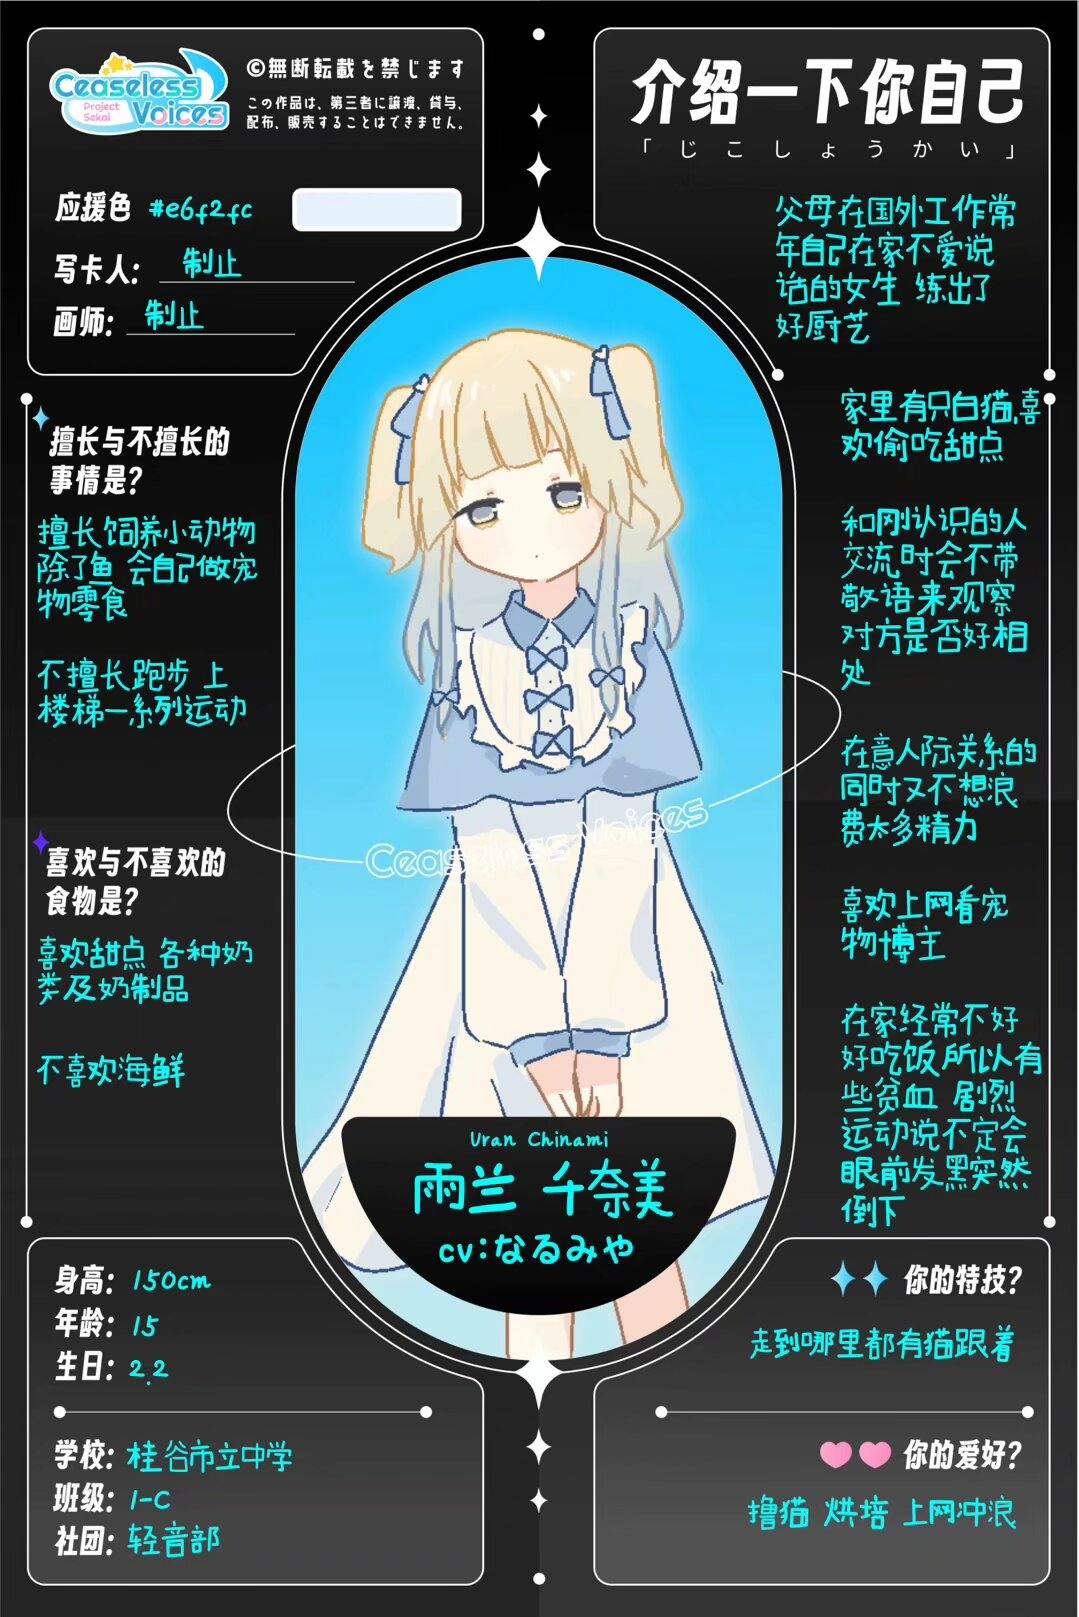 Ceaseless
Project
Sekai
Voices
©無断転載を禁じます
この作品は、第三者に譲渡、貸与、
配布、販売することはできません。
应援色 #e6f2fc
写卡人: 制止
画师: 制止
介绍一下你自己
「じこしょうかい」
父母在国外工作常
年自己在家不爱说
话的女生 练出了
好厨艺
家里有只白猫,喜
欢偷吃甜点
和刚认识的人
交流时会不带
敬语来观察
对方是否好相
处
在意人际关系的
同时又不想浪
费太多精力
喜欢上网看宠
物博主
在家经常不好
好吃饭所以有
些贫血 剧烈
运动说不定会
眼前发黑突然
倒下
擅长与不擅长的
事情是?
擅长饲养小动物
除了鱼 会自己做宠
物零食
不擅长跑步 上
楼梯一系列运动
喜欢与不喜欢的
食物是?
喜欢甜点 各种奶
类及奶制品
不喜欢海鲜
Ceaseless Voices
Uran Chinami
雨兰 千奈美
cv:なるみや
身高: 150cm
年龄: 15
生日: 2.2
学校: 桂谷市立中学
班级: 1-C
社团: 轻音部
你的特技?
走到哪里都有猫跟着
你的爱好?
撸猫 烘培 上网冲浪